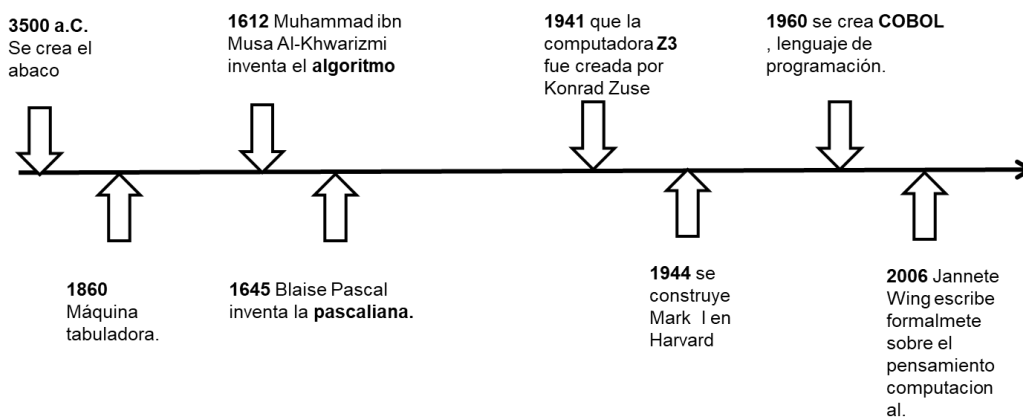 3500 a.C.
Se crea el
abaco
1612 Muhammad ibn
Musa Al-Khwarizmi
inventa el algoritmo
1941 que la
computadora Z3
fue creada por
Konrad Zuse
1960 se crea COBOL
, lenguaje de
programación.
1860
Máquina
tabuladora.
1645 Blaise Pascal
inventa la pascaliana.
1944 se
construye
Mark I en
Harvard
2006 Jannete
Wing escribe
formalmete
sobre el
pensamiento
computacion
al.